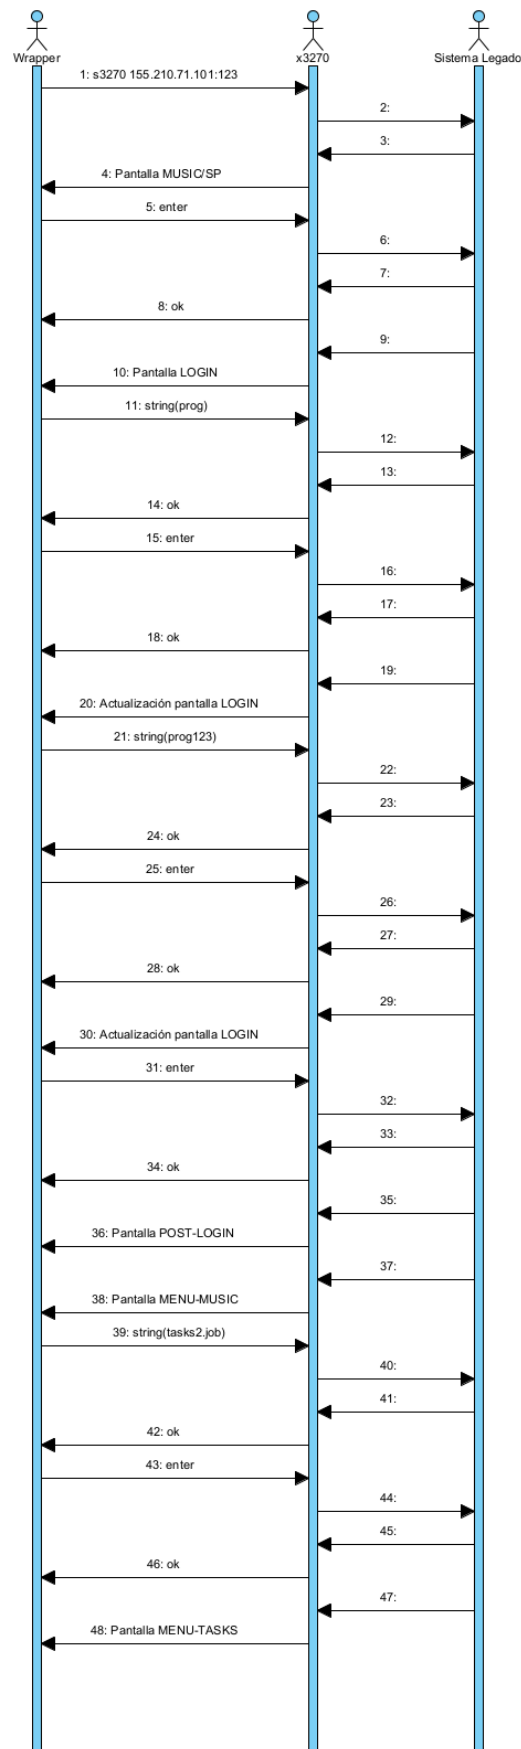 Wrapper
x3270
Sistema Legado
1: s3270 155.210.71.101:123
2:
3:
4: Pantalla MUSIC/SP
5: enter
6:
7:
8: ok
9:
10: Pantalla LOGIN
11: string(prog)
12:
13:
14: ok
15: enter
16:
17:
18: ok
19:
20: Actualización pantalla LOGIN
21: string(prog123)
22:
23:
24: ok
25: enter
26:
27:
28: ok
29:
30: Actualización pantalla LOGIN
31: enter
32:
33:
34: ok
35:
36: Pantalla POST-LOGIN
37:
38: Pantalla MENU-MUSIC
39: string(tasks2.job)
40:
41:
42: ok
43: enter
44:
45:
46: ok
47:
48: Pantalla MENU-TASKS